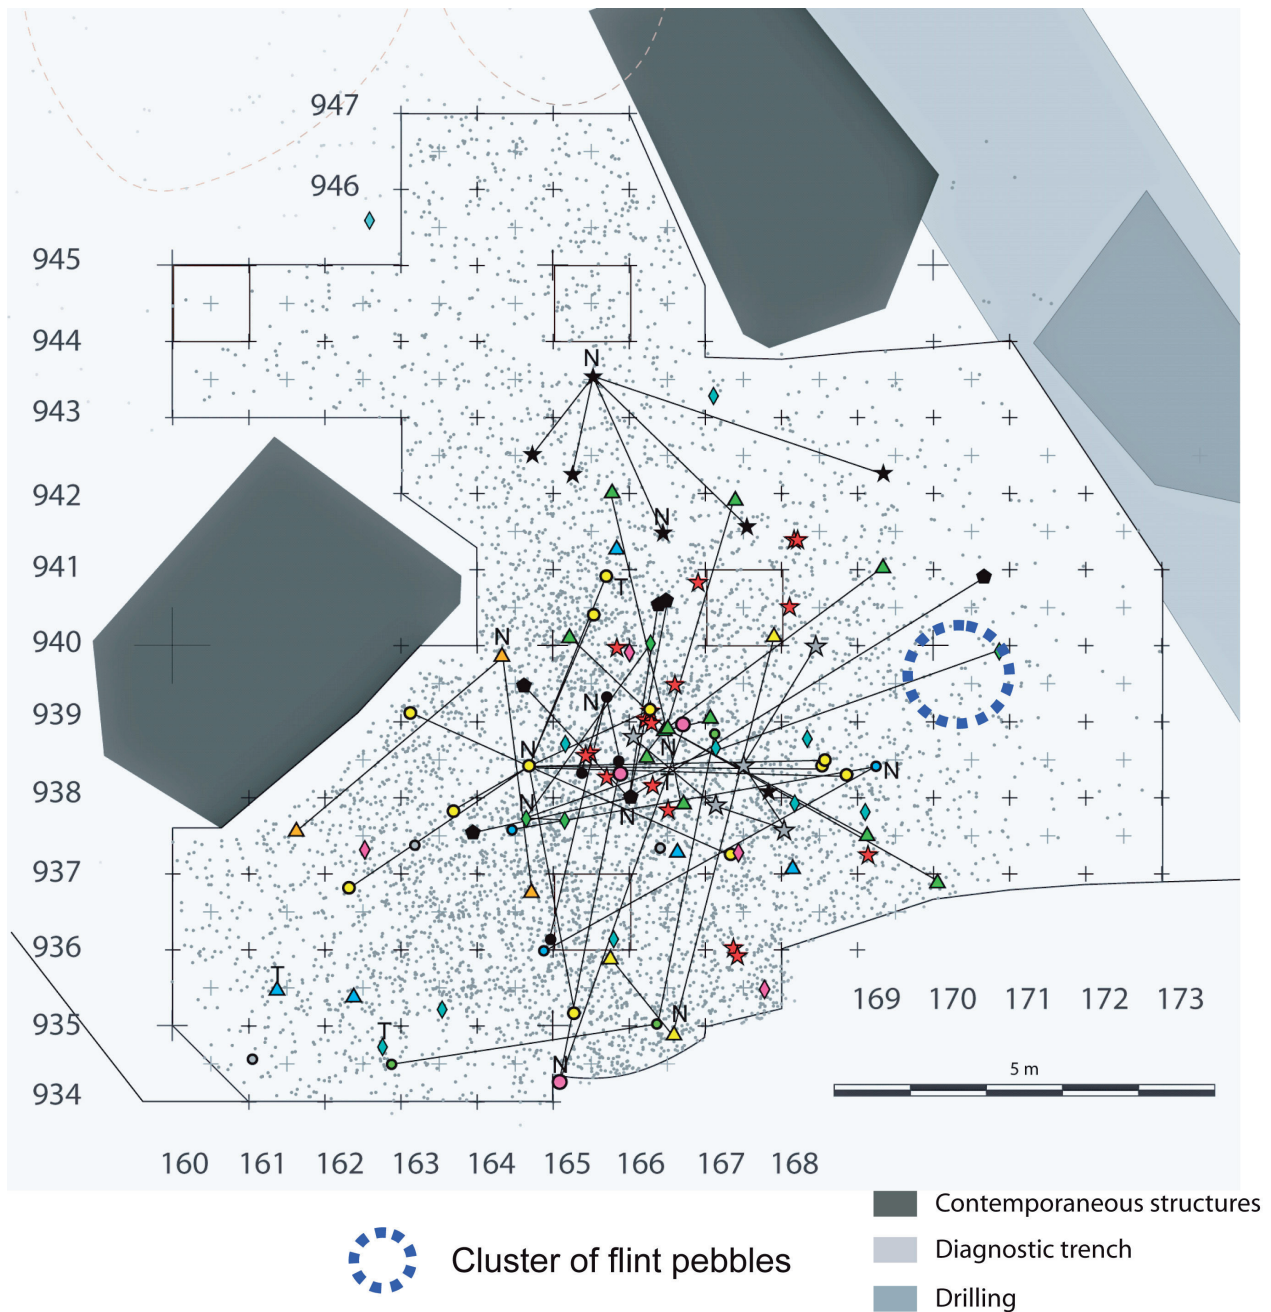 947
946
945
944
N
943
942
N
941
T
940
N
939
N
N
N
N
938
N
T
N
937
936
T
N
935
T
N
934
169 170 171 172 173
5 m
160 161 162 163 164 165 166 167 168
Contemporaneous structures
Cluster of flint pebbles
Diagnostic trench
Drilling